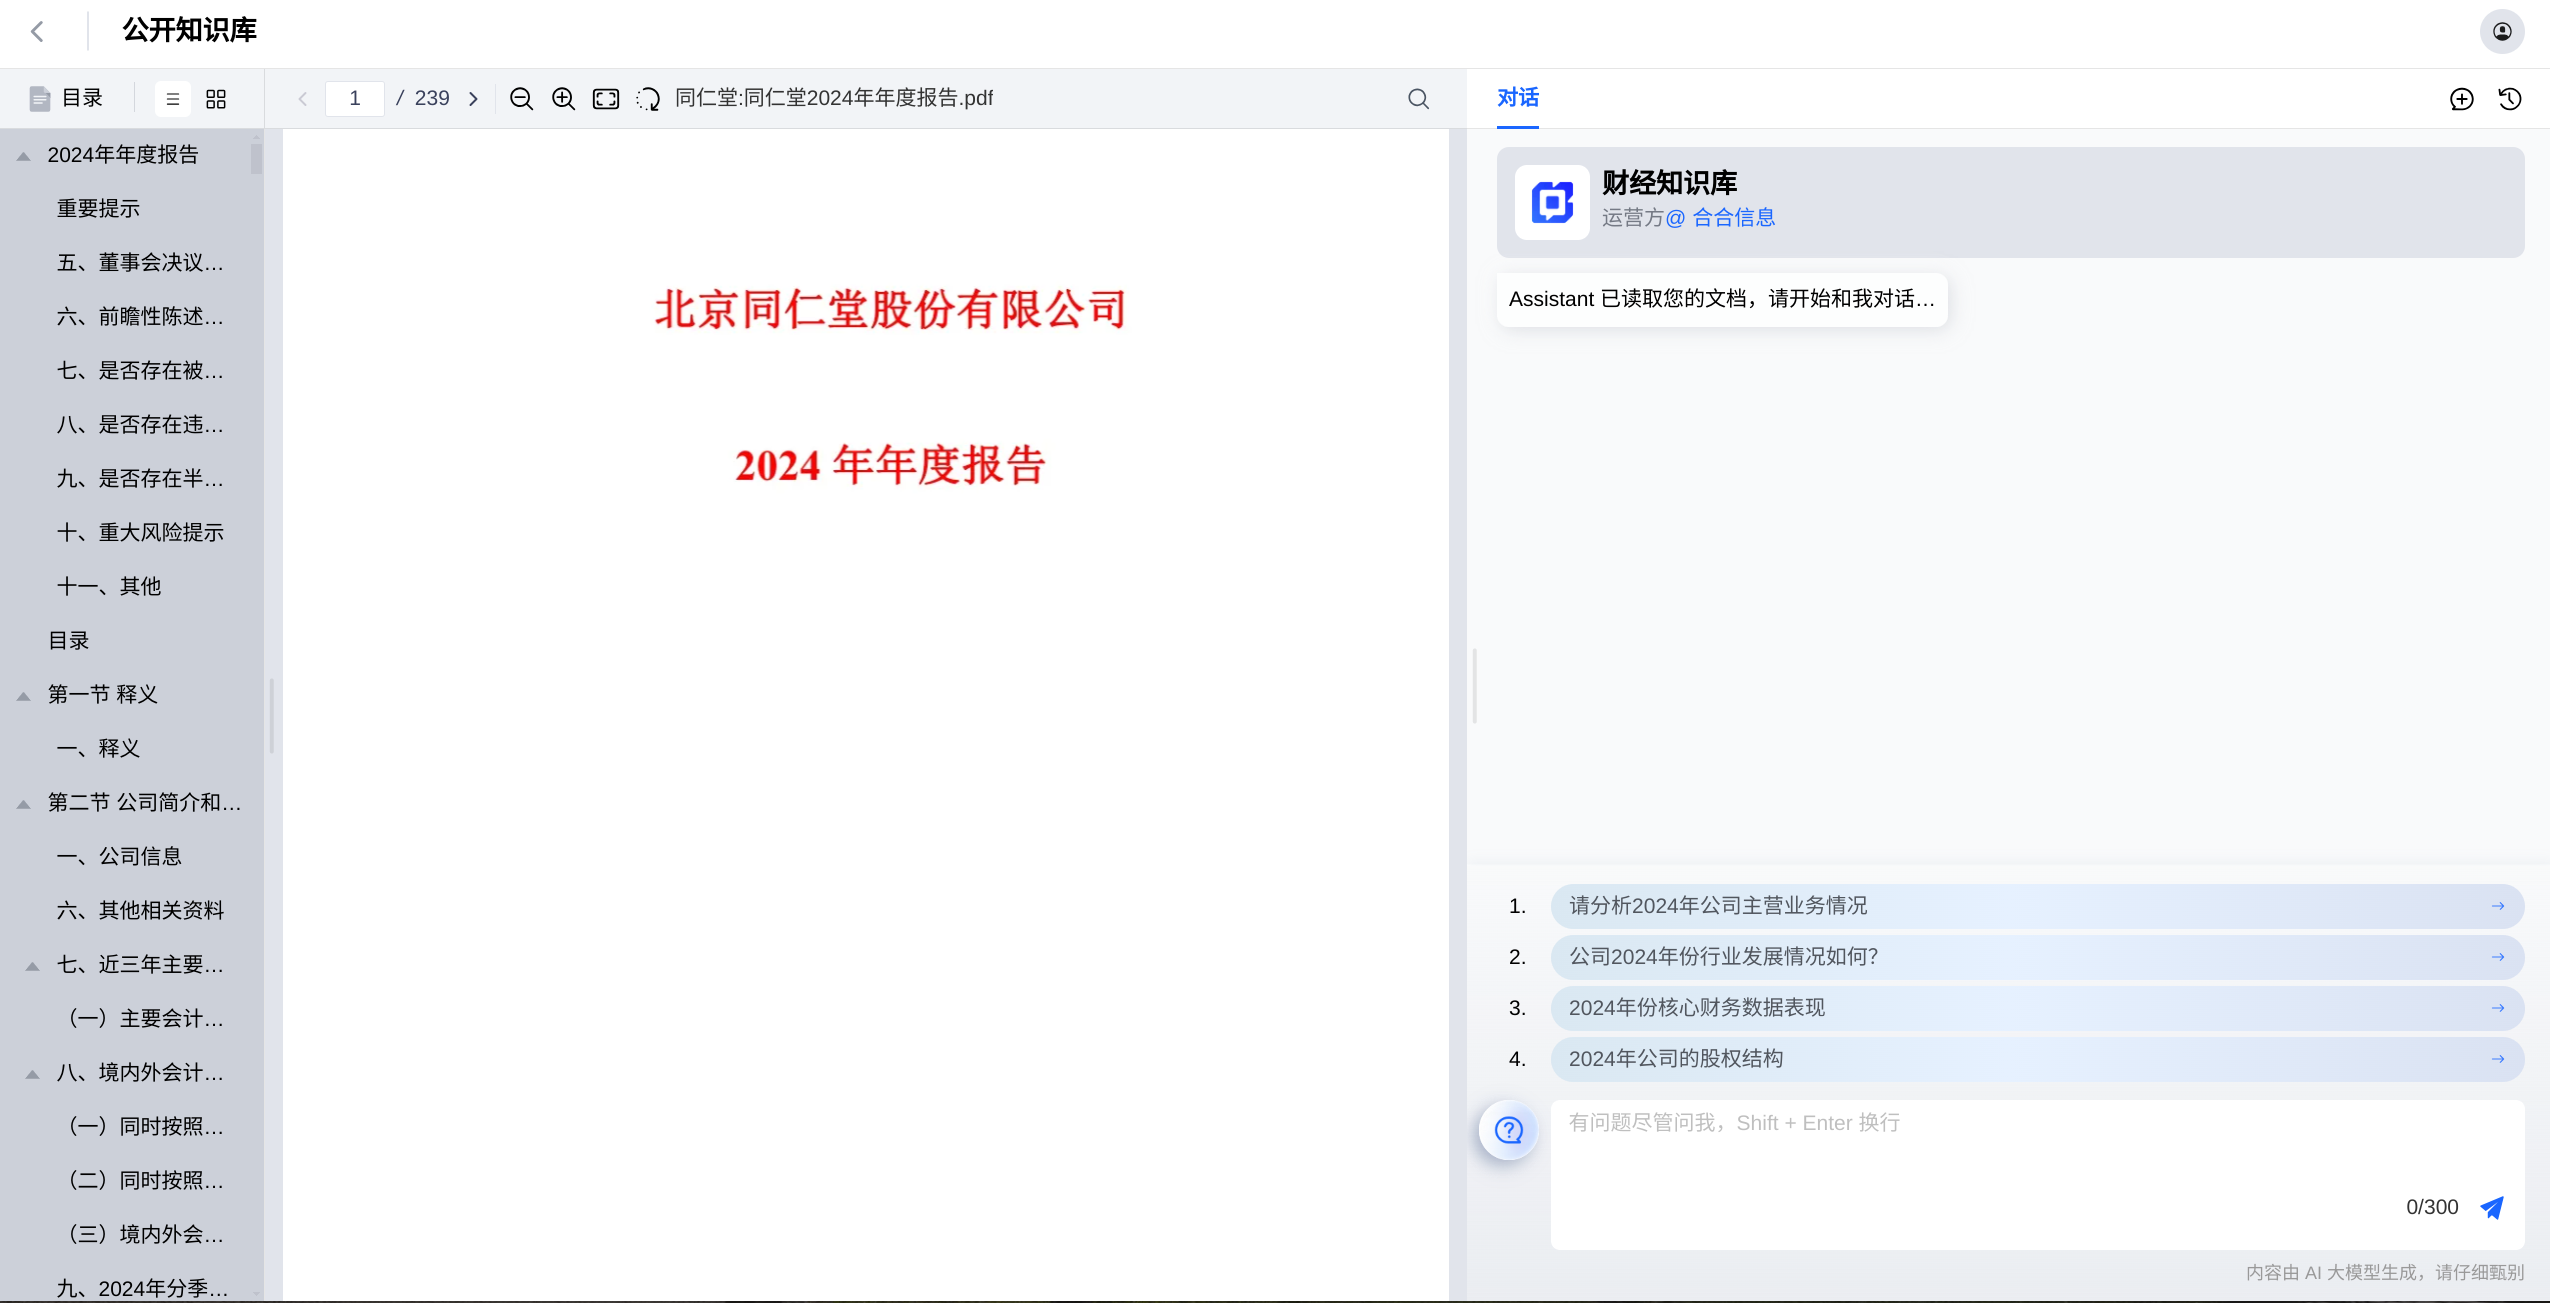 公开知识库
目录
1 / 239
同仁堂:同仁堂2024年年度报告.pdf
对话
2024年年度报告
重要提示
五、董事会决议...
六、前瞻性陈述...
七、是否存在被...
八、是否存在违...
九、是否存在半...
十、重大风险提示
十一、其他
目录
第一节 释义
一、释义
第二节 公司简介和...
一、公司信息
六、其他相关资料
七、近三年主要...
（一）主要会计...
八、境内外会计...
（一）同时按照...
（二）同时按照...
（三）境内外会...
九、2024年分季...
北京同仁堂股份有限公司
2024 年年度报告
财经知识库
运营方@ 合合信息
Assistant 已读取您的文档，请开始和我对话...
1. 请分析2024年公司主营业务情况
2. 公司2024年份行业发展情况如何?
3. 2024年份核心财务数据表现
4. 2024年公司的股权结构
有问题尽管问我，Shift + Enter 换行
0/300
内容由 AI 大模型生成，请仔细甄别